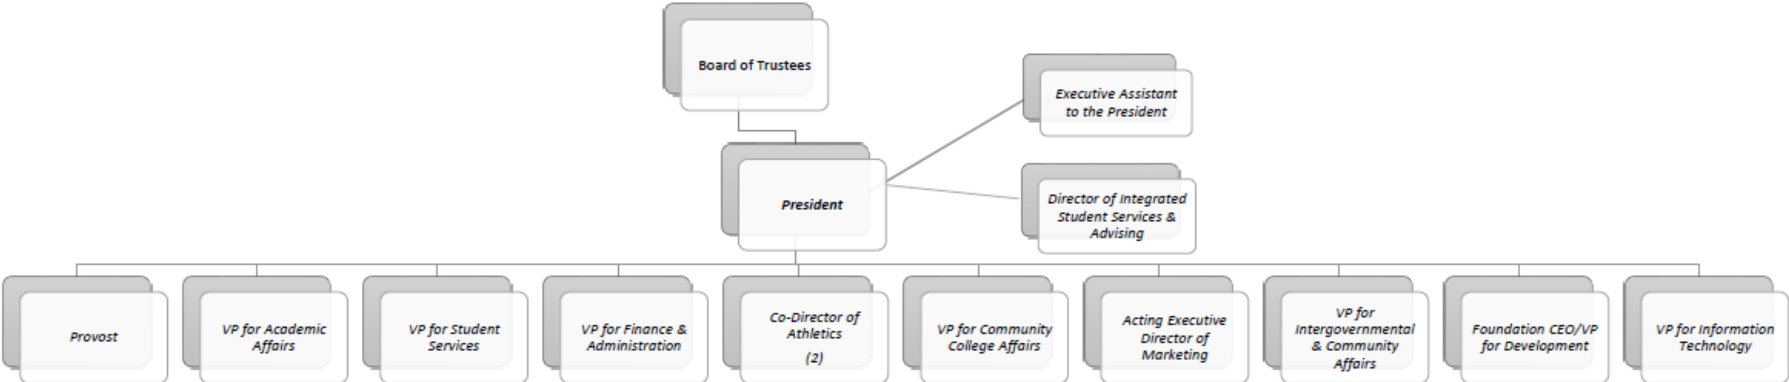 Board of Trustees
Executive Assistant
to the President
President
Director of Integrated
Student Services &
Advising
Provost
VP for Academic
Affairs
VP for Student
Services
VP for Finance &
Administration
Co-Director of
Athletics
(2)
VP for Community
College Affairs
Acting Executive
Director of
Marketing
VP for
Intergovernmental
& Community
Affairs
Foundation CEO/VP
for Development
VP for Information
Technology